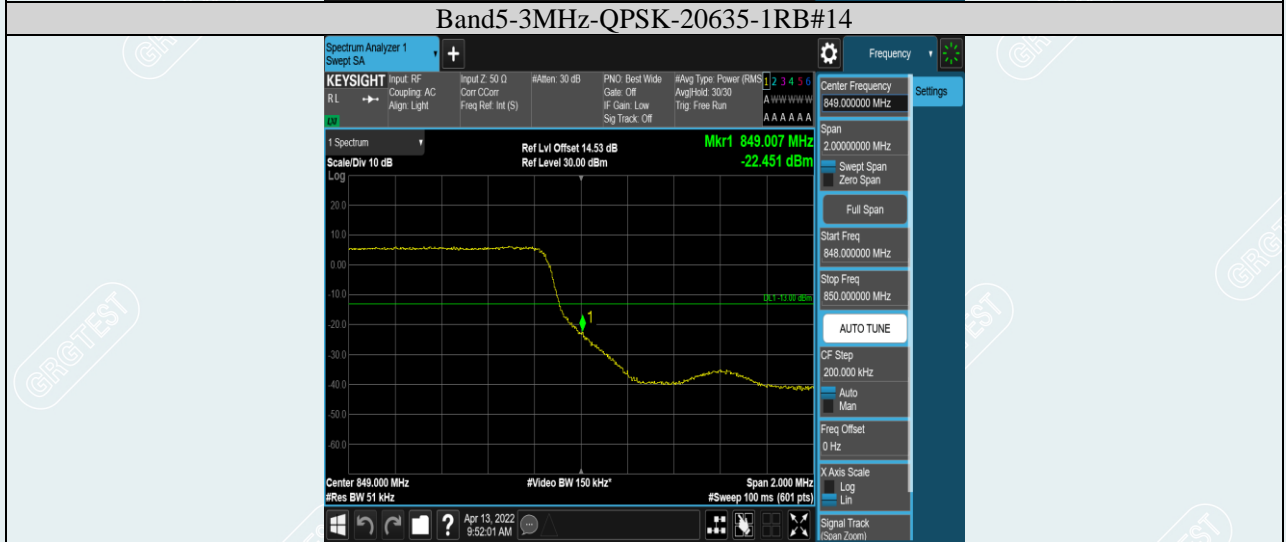 Band5-3MHz-QPSK-20635-1RB#14
Spectrum Analyzer 1
Swept SA
Frequency
KEYSIGHT
RL
LW
Input: RF
Coupling: AC
Align: Light
Input Z: 50 Ω
Corr CCorr
Freq Ref: Int (S)
#Atten: 30 dB
PNO: Best Wide
Gate: Off
IF Gain: Low
Sig Track: Off
#Avg Type: Power (RMS
Avg|Hold: 30/30
Trig: Free Run
1 2 3 4 5 6
A W W W W W
A A A A A A
Center Frequency
849.000000 MHz
Settings
1 Spectrum
Scale/Div 10 dB
Ref Lvl Offset 14.53 dB
Ref Level 30.00 dBm
Mkr1 849.007 MHz
-22.451 dBm
Span
2.00000000 MHz
Swept Span
Zero Span
Full Span
Start Freq
848.000000 MHz
Stop Freq
850.000000 MHz
AUTO TUNE
CF Step
200.000 kHz
Auto
Man
Freq Offset
0 Hz
X Axis Scale
Log
Lin
Signal Track
(Span Zoom)
Log
20.0
10.0
0.00
-10.0
-20.0
-30.0
-40.0
-50.0
-60.0
DL1 -13.00 dBm
1
Center 849.000 MHz
#Res BW 51 kHz
#Video BW 150 kHz*
Span 2.000 MHz
#Sweep 100 ms (601 pts)
?
Apr 13, 2022
9:52:01 AM
GRGTEST
GRGTEST
GRGTEST